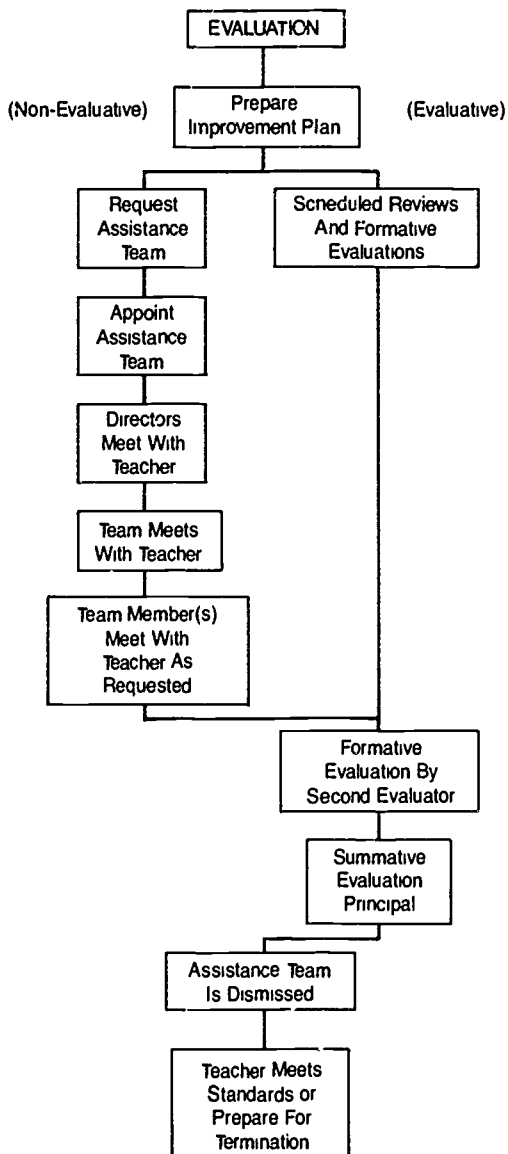 EVALUATION
(Non-Evaluative)
Prepare
Improvement Plan
(Evaluative)
Request
Assistance
Team
Scneduled Reviews
And Formative
Evaluations
Appoint
Assistance
Team
Directors
Meet With
Teacher
Team Meets
With Teacher
Team Member(s)
Meet With
Teacher As
Requested
Formative
Evaluation By
Second Evaluator
Summative
Evaluation
Principal
Assistance Team
Is Dismissed
Teacher Meets
Standards or
Prepare For
Termination